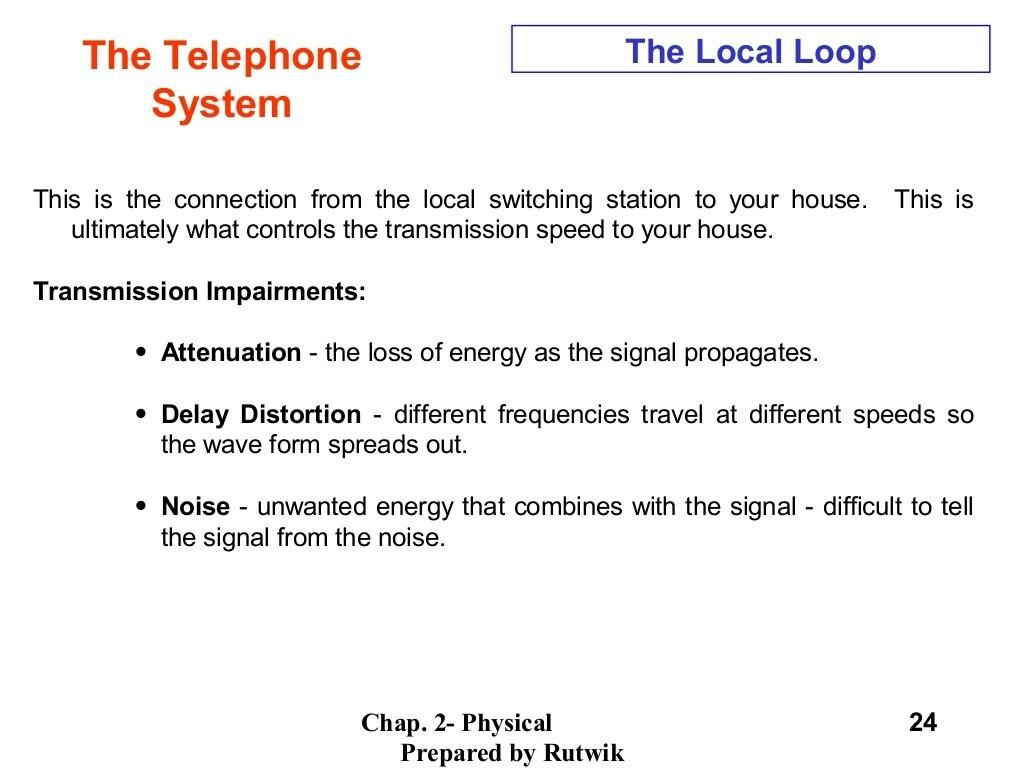 The Telephone
System
The Local Loop
This is the connection from the local switching station to your house. This is
ultimately what controls the transmission speed to your house.
Transmission Impairments:
• Attenuation - the loss of energy as the signal propagates.
• Delay Distortion - different frequencies travel at different speeds so
the wave form spreads out.
• Noise - unwanted energy that combines with the signal - difficult to tell
the signal from the noise.
Chap. 2- Physical
Prepared by Rutwik
24